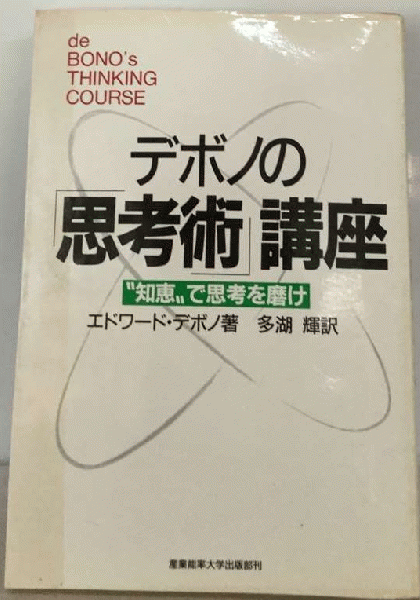 de
BONO's
THINKING
COURSE
デボノの
「思考術」講座
〝知恵〟で思考を磨け
エドワード・デボノ著 多湖 輝訳
産業能率大学出版部刊